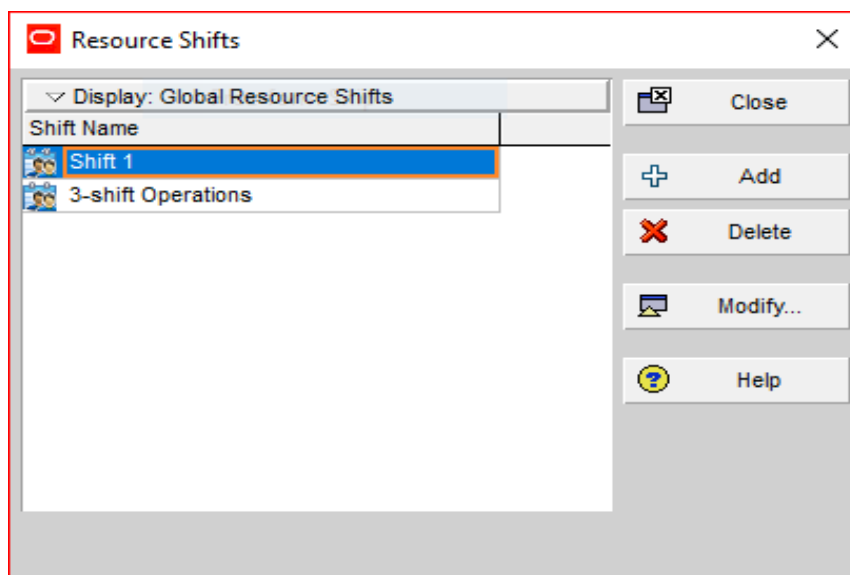 Resource Shifts
Display: Global Resource Shifts
Shift Name
Shift 1
3-shift Operations
Close
Add
Delete
Modify...
Help